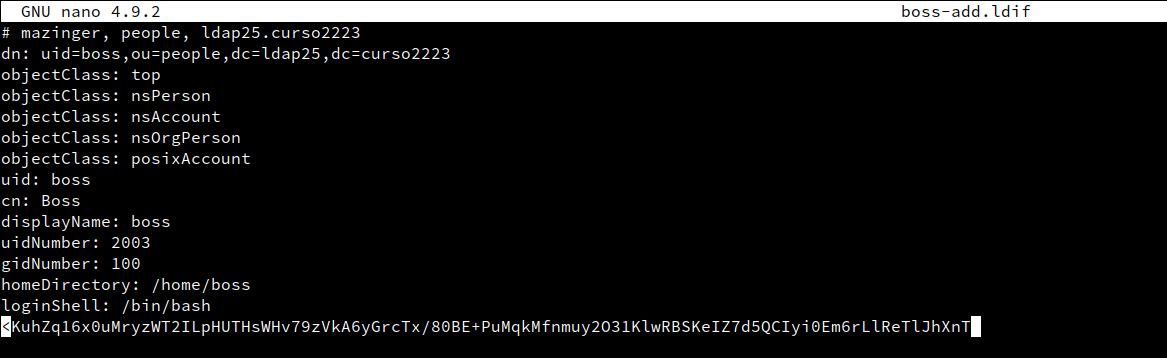 GNU nano 4.9.2 boss-add.ldif
# mazinger, people, ldap25.curso2223
dn: uid=boss,ou=people,dc=ldap25,dc=curso2223
objectClass: top
objectClass: nsPerson
objectClass: nsAccount
objectClass: nsOrgPerson
objectClass: posixAccount
uid: boss
cn: Boss
displayName: boss
uidNumber: 2003
gidNumber: 100
homeDirectory: /home/boss
loginShell: /bin/bash
<KuhZq16x0uMryzWT2ILpHUTHsWHv79zVkA6yGrcTx/80BE+PuMqkMfnmuy2O31KlwRBSKeIZ7d5QCIyi0Em6rLlReTlJhXnT